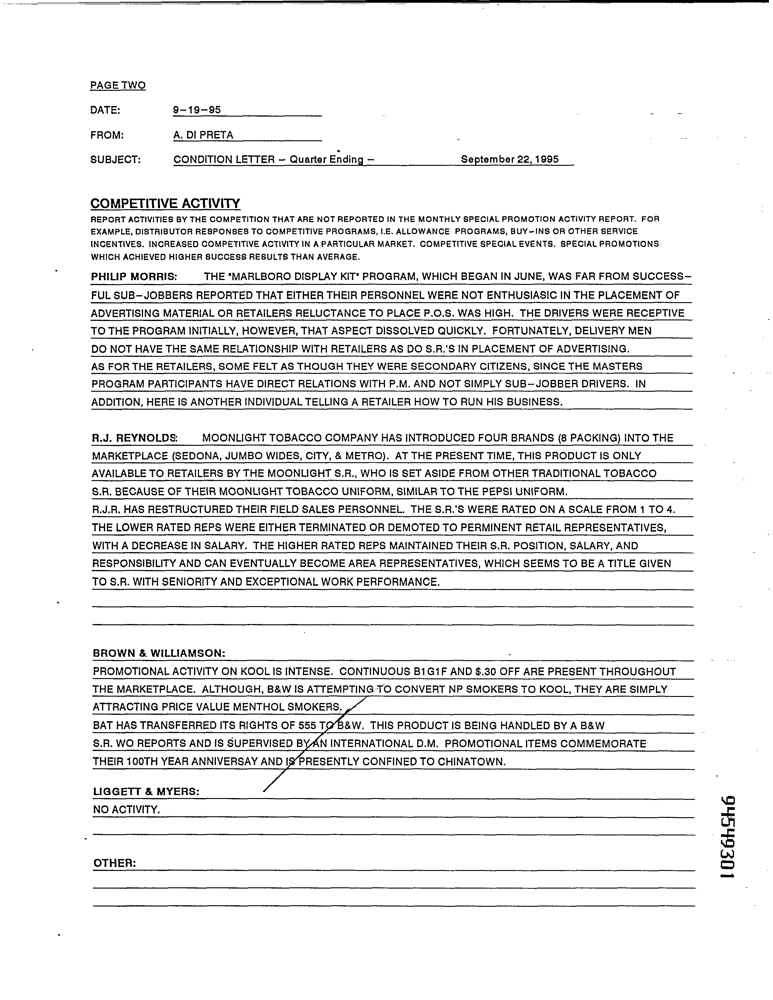 PAGE TWO
DATE: 9-19-95
FROM: A. DI PRETA
SUBJECT: CONDITION LETTER - Quarter Ending - September 22, 1995
COMPETITIVE ACTIVITY
REPORT ACTIVITIES BY THE COMPETITION THAT ARE NOT REPORTED IN THE MONTHLY SPECIAL PROMOTION ACTIVITY REPORT. FOR
EXAMPLE, DISTRIBUTOR RESPONSES TO COMPETITIVE PROGRAMS, I.E. ALLOWANCE PROGRAMS, BUY-INS OR OTHER SERVICE
INCENTIVES. INCREASED COMPETITIVE ACTIVITY IN A PARTICULAR MARKET. COMPETITIVE SPECIAL EVENTS. SPECIAL PROMOTIONS
WHICH ACHIEVED HIGHER SUCCESS RESULTS THAN AVERAGE.
PHILIP MORRIS: THE "MARLBORO DISPLAY KIT" PROGRAM, WHICH BEGAN IN JUNE, WAS FAR FROM SUCCESS-
FUL SUB-JOBBERS REPORTED THAT EITHER THEIR PERSONNEL WERE NOT ENTHUSIASIC IN THE PLACEMENT OF
ADVERTISING MATERIAL OR RETAILERS RELUCTANCE TO PLACE P.O.S. WAS HIGH. THE DRIVERS WERE RECEPTIVE
TO THE PROGRAM INITIALLY, HOWEVER, THAT ASPECT DISSOLVED QUICKLY. FORTUNATELY, DELIVERY MEN
DO NOT HAVE THE SAME RELATIONSHIP WITH RETAILERS AS DO S.R.'S IN PLACEMENT OF ADVERTISING.
AS FOR THE RETAILERS, SOME FELT AS THOUGH THEY WERE SECONDARY CITIZENS, SINCE THE MASTERS
PROGRAM PARTICIPANTS HAVE DIRECT RELATIONS WITH P.M. AND NOT SIMPLY SUB-JOBBER DRIVERS. IN
ADDITION, HERE IS ANOTHER INDIVIDUAL TELLING A RETAILER HOW TO RUN HIS BUSINESS.
R.J. REYNOLDS: MOONLIGHT TOBACCO COMPANY HAS INTRODUCED FOUR BRANDS (8 PACKING) INTO THE
MARKETPLACE (SEDONA, JUMBO WIDES, CITY, & METRO). AT THE PRESENT TIME, THIS PRODUCT IS ONLY
AVAILABLE TO RETAILERS BY THE MOONLIGHT S.R., WHO IS SET ASIDE FROM OTHER TRADITIONAL TOBACCO
S.R. BECAUSE OF THEIR MOONLIGHT TOBACCO UNIFORM, SIMILAR TO THE PEPSI UNIFORM.
R.J.R. HAS RESTRUCTURED THEIR FIELD SALES PERSONNEL. THE S.R.'S WERE RATED ON A SCALE FROM 1 TO 4.
THE LOWER RATED REPS WERE EITHER TERMINATED OR DEMOTED TO PERMINENT RETAIL REPRESENTATIVES,
WITH A DECREASE IN SALARY. THE HIGHER RATED REPS MAINTAINED THEIR S.R. POSITION, SALARY, AND
RESPONSIBILITY AND CAN EVENTUALLY BECOME AREA REPRESENTATIVES, WHICH SEEMS TO BE A TITLE GIVEN
TO S.R. WITH SENIORITY AND EXCEPTIONAL WORK PERFORMANCE.
BROWN & WILLIAMSON:
PROMOTIONAL ACTIVITY ON KOOL IS INTENSE. CONTINUOUS B1G1F AND $.30 OFF ARE PRESENT THROUGHOUT
THE MARKETPLACE. ALTHOUGH, B&W IS ATTEMPTING TO CONVERT NP SMOKERS TO KOOL, THEY ARE SIMPLY
ATTRACTING PRICE VALUE MENTHOL SMOKERS.
BAT HAS TRANSFERRED ITS RIGHTS OF 555 TO B&W. THIS PRODUCT IS BEING HANDLED BY A B&W
S.R. WO REPORTS AND IS SUPERVISED BY AN INTERNATIONAL D.M. PROMOTIONAL ITEMS COMMEMORATE
THEIR 100TH YEAR ANNIVERSAY AND IS PRESENTLY CONFINED TO CHINATOWN.
LIGGETT & MYERS:
NO ACTIVITY.
OTHER:
94549301